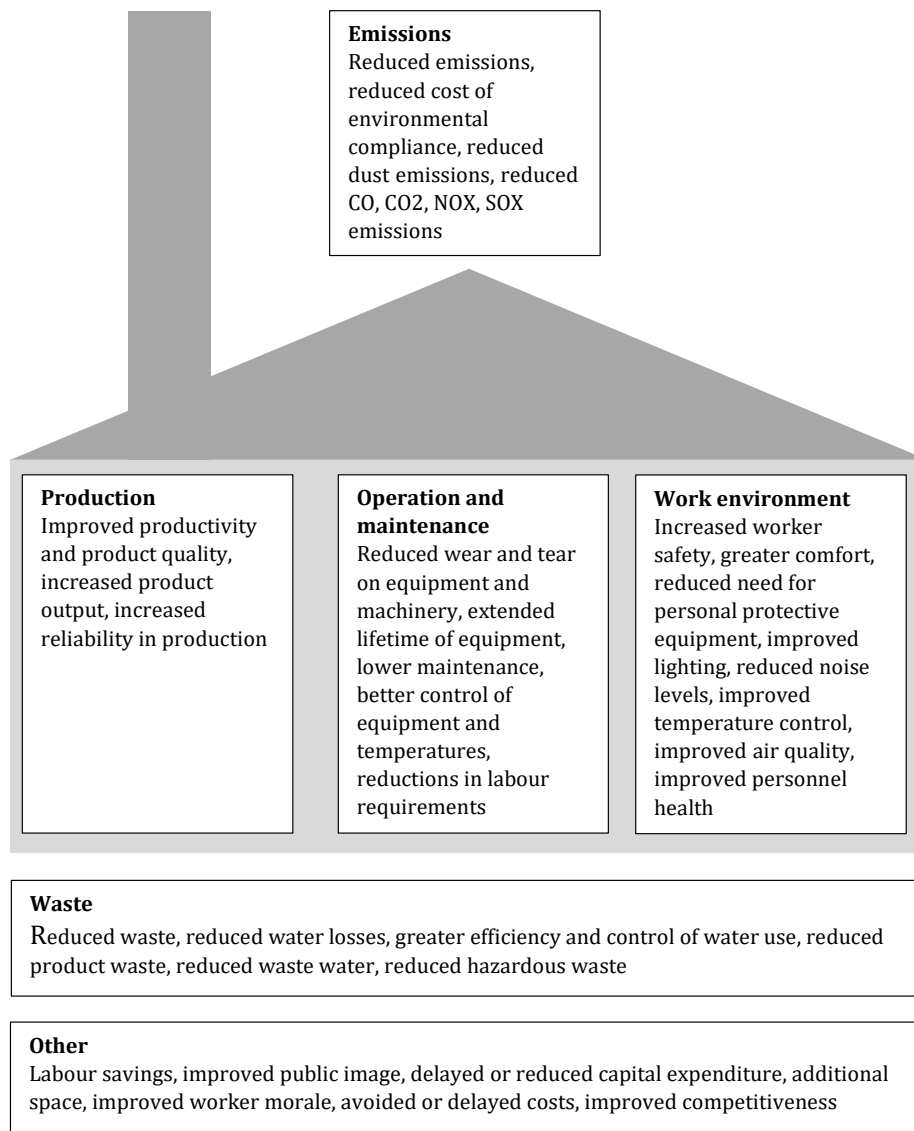 Emissions
Reduced emissions,
reduced cost of
environmental
compliance, reduced
dust emissions, reduced
CO, CO2, NOX, SOX
emissions
Production
Improved productivity
and product quality,
increased product
output, increased
reliability in production
Operation and
maintenance
Reduced wear and tear
on equipment and
machinery, extended
lifetime of equipment,
lower maintenance,
better control of
equipment and
temperatures,
reductions in labour
requirements
Work environment
Increased worker
safety, greater comfort,
reduced need for
personal protective
equipment, improved
lighting, reduced noise
levels, improved
temperature control,
improved air quality,
improved personnel
health
Waste
Reduced waste, reduced water losses, greater efficiency and control of water use, reduced
product waste, reduced waste water, reduced hazardous waste
Other
Labour savings, improved public image, delayed or reduced capital expenditure, additional
space, improved worker morale, avoided or delayed costs, improved competitiveness